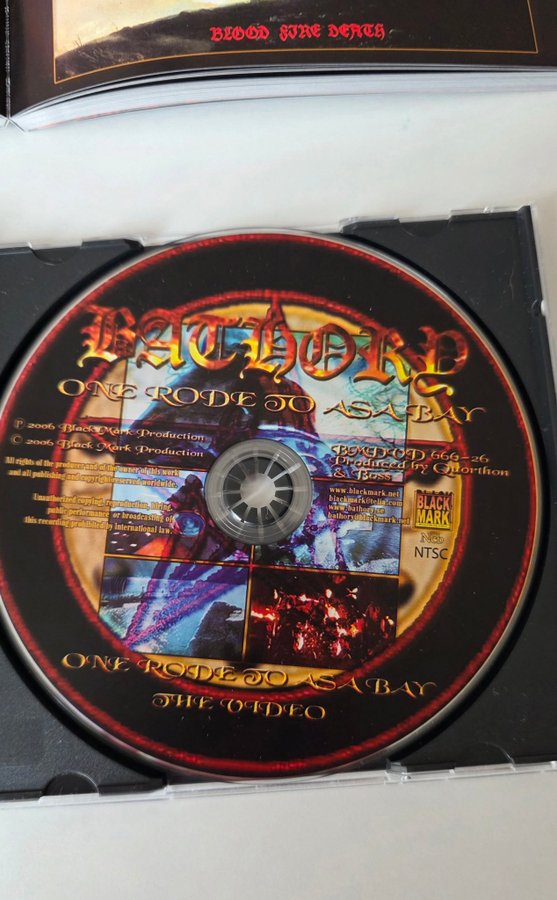 BLOOD FIRE DEATH
BATHORY
ONE RODE TO ASA BAY
℗ 2006 Black Mark Production
© 2006 Black Mark Production
All rights of the producer and of the owner of this work
and all publishing and copyright reserved worldwide.
Unauthorized copying, reproduction, hiring,
public performance or broadcasting of
this recording prohibited by international law.
BMDVD 666-26
Produced by Quorthon
& Boss
www.blackmark.net
blackmark@telia.com
www.bathory.se
bathory@blackmark.net
BLACK
MARK
NCB
NTSC
ONE RODE TO ASA BAY
THE VIDEO